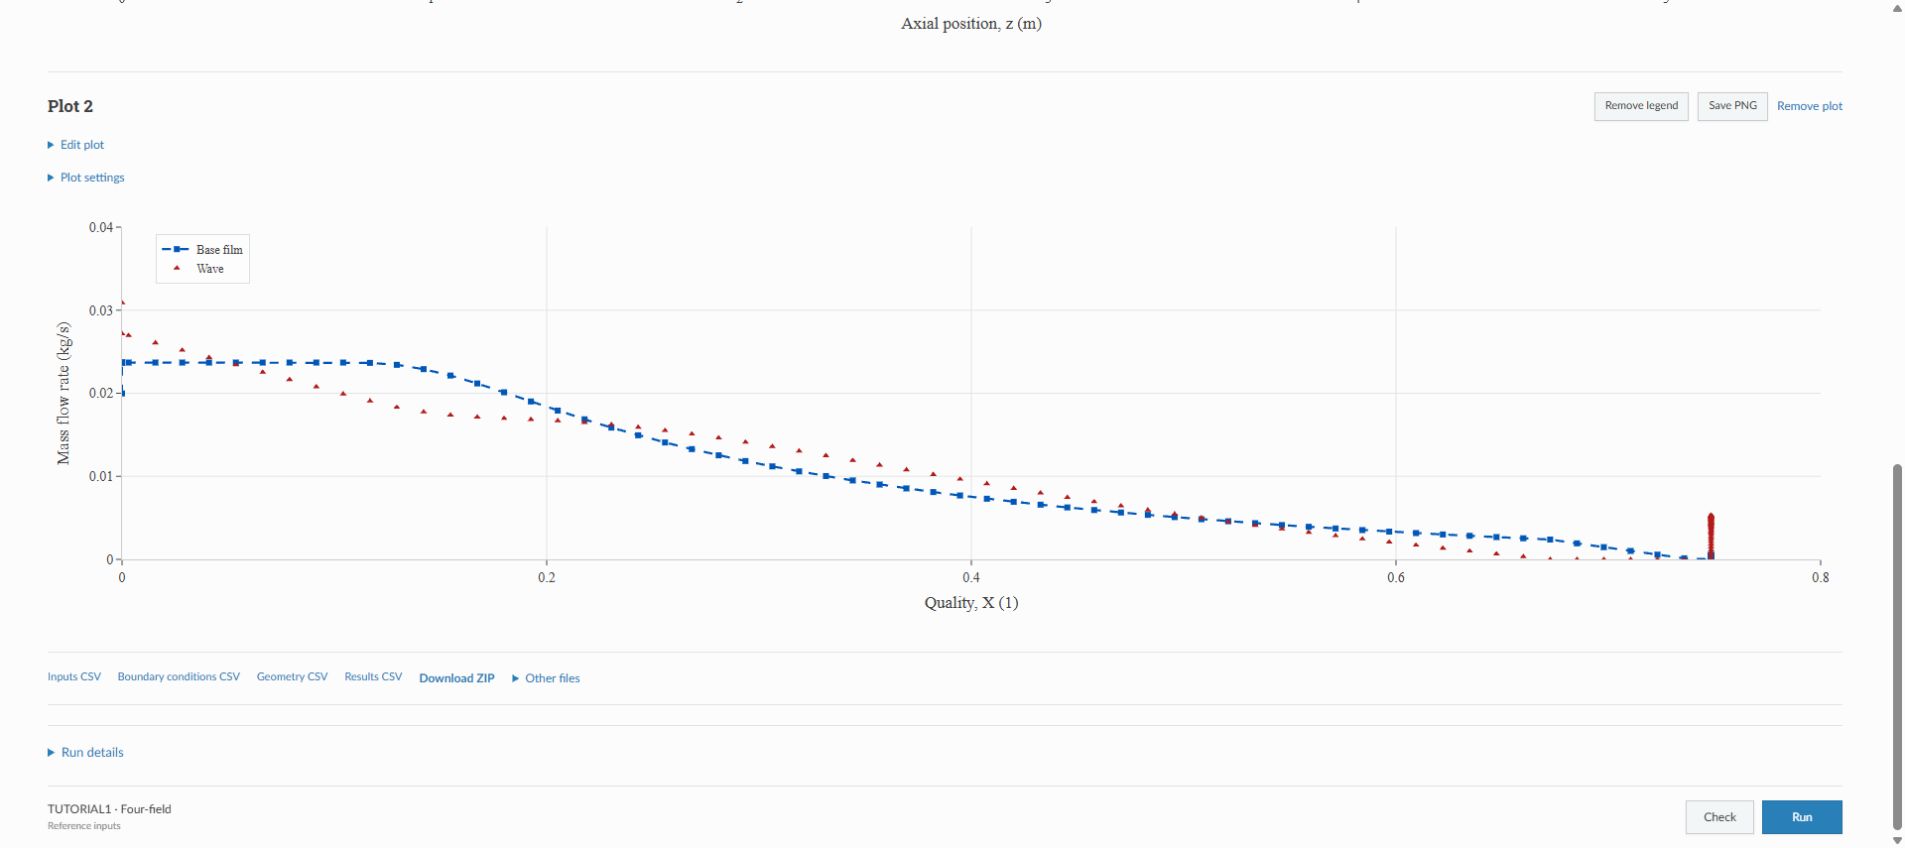 Axial position, z (m)
Plot 2
Remove legend
Save PNG
Remove plot
Edit plot
Plot settings
0.04
0.03
0.02
0.01
0
Mass flow rate (kg/s)
Base film
Wave
0
0.2
0.4
0.6
0.8
Quality, X (1)
Inputs CSV
Boundary conditions CSV
Geometry CSV
Results CSV
Download ZIP
Other files
Run details
TUTORIAL1 · Four-field
Reference inputs
Check
Run